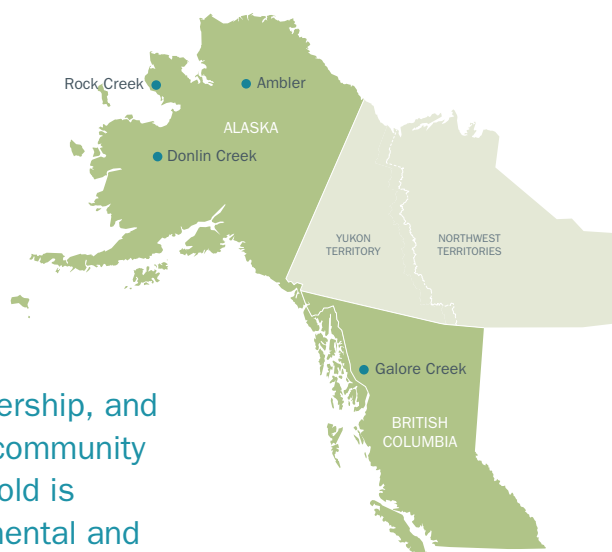 Rock Creek
Ambler
ALASKA
Donlin Creek
YUKON
TERRITORY
NORTHWEST
TERRITORIES
Galore Creek
BRITISH
COLUMBIA
ership, and
community
old is
mental and